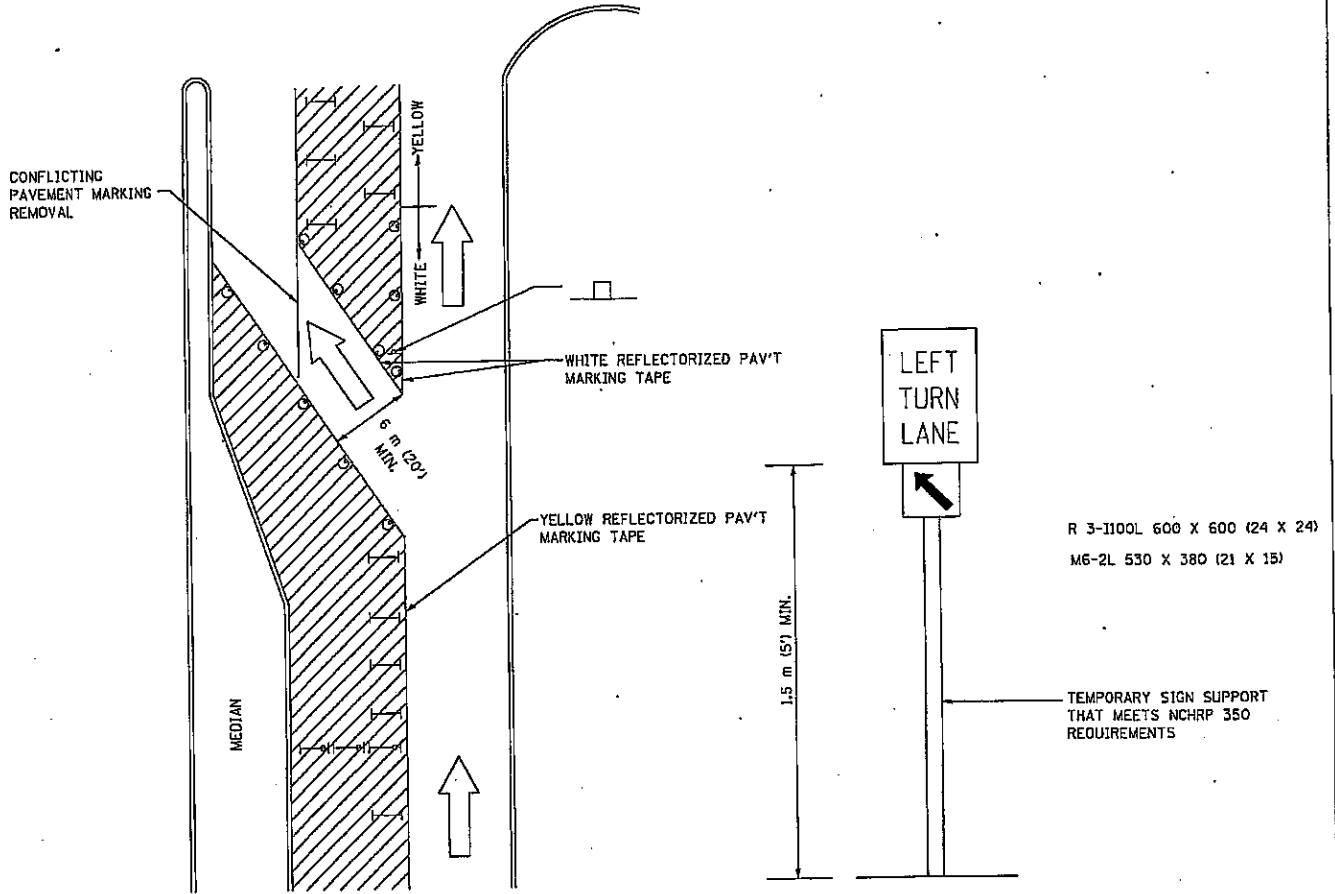 CONFLICTING
PAVEMENT MARKING
REMOVAL
YELLOW
WHITE
WHITE REFLECTORIZED PAV'T
MARKING TAPE
6 m (20')
MIN.
YELLOW REFLECTORIZED PAV'T
MARKING TAPE
MEDIAN
LEFT
TURN
LANE
1.5 m (5') MIN.
R 3-I100L 600 X 600 (24 X 24)
M6-2L 530 X 380 (21 X 15)
TEMPORARY SIGN SUPPORT
THAT MEETS NCHRP 350
REQUIREMENTS